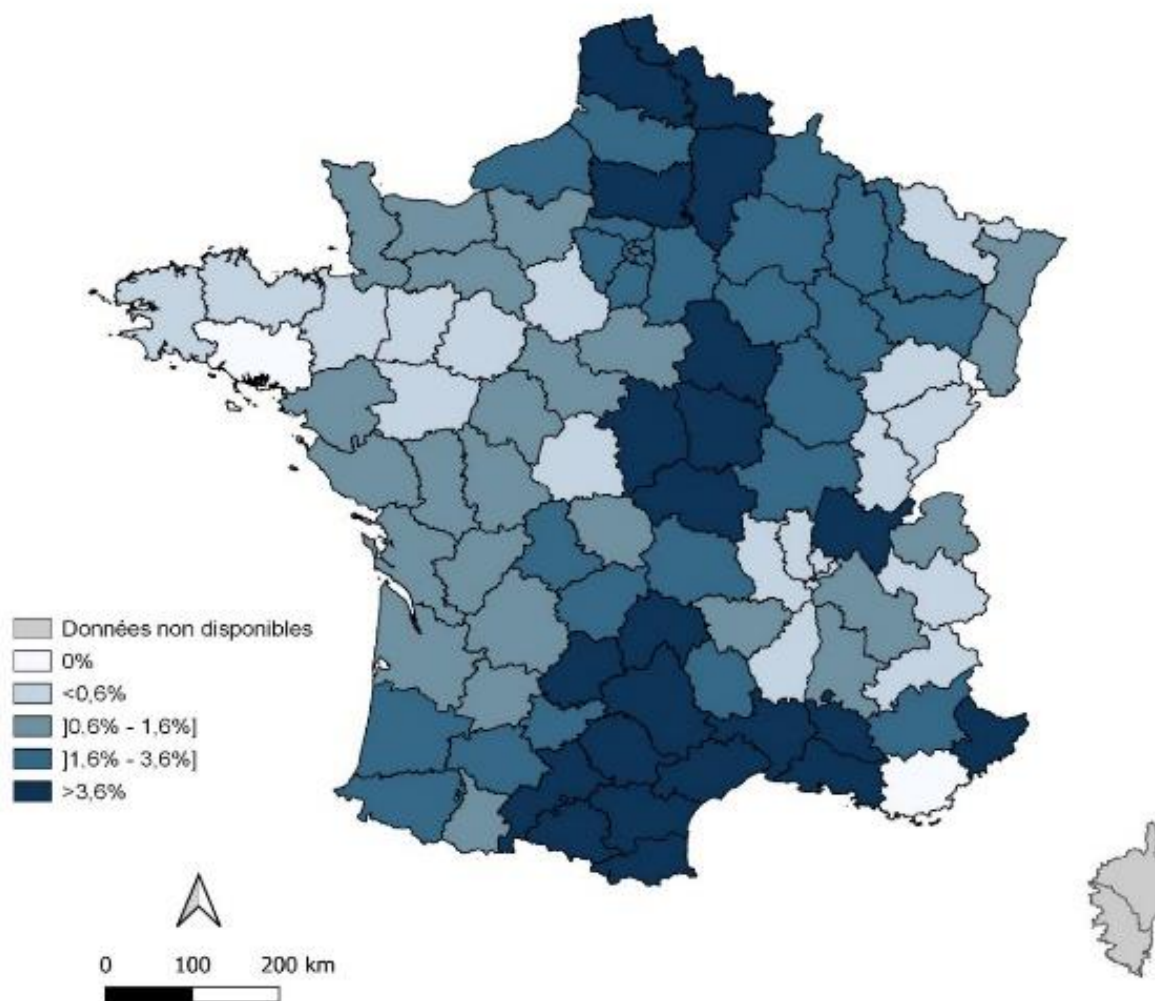 Données non disponibles
0%
<0,6%
]0.6% - 1,6%]
]1.6% - 3,6%]
>3,6%
0 100 200 km